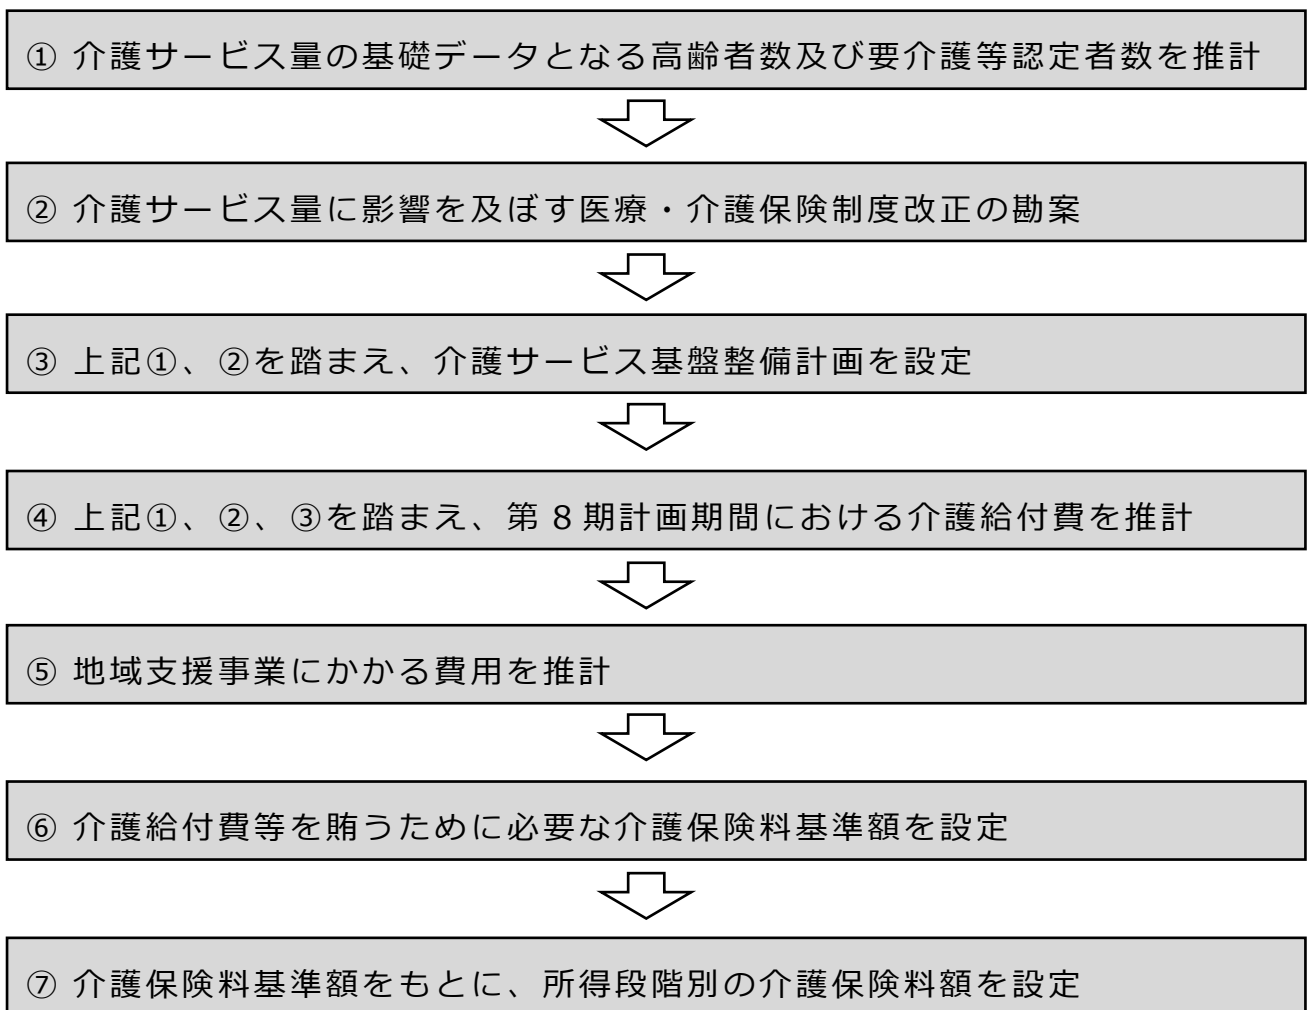 ① 介護サービス量の基礎データとなる高齢者数及び要介護等認定者数を推計
② 介護サービス量に影響を及ぼす医療・介護保険制度改正の勘案
③ 上記①、②を踏まえ、介護サービス基盤整備計画を設定
④ 上記①、②、③を踏まえ、第 8 期計画期間における介護給付費を推計
⑤ 地域支援事業にかかる費用を推計
⑥ 介護給付費等を賄うために必要な介護保険料基準額を設定
⑦ 介護保険料基準額をもとに、所得段階別の介護保険料額を設定